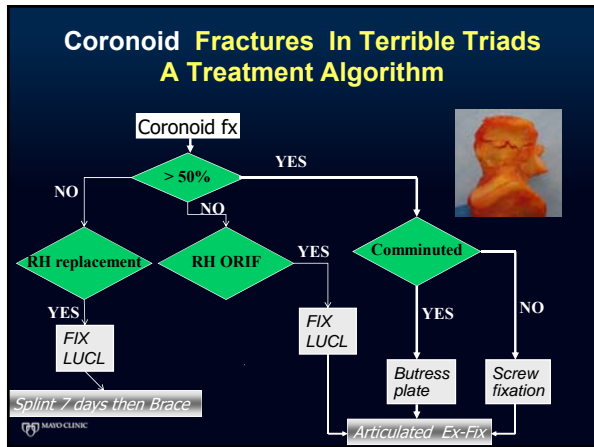 Coronoid Fractures In Terrible Triads
A Treatment Algorithm
Coronoid fx
> 50%
YES
NO
NO
RH replacement
RH ORIF
YES
Comminuted
YES
FIX
LUCL
FIX
LUCL
YES
NO
Butress
plate
Screw
fixation
Splint 7 days then Brace
Articulated Ex-Fix
MAYO CLINIC